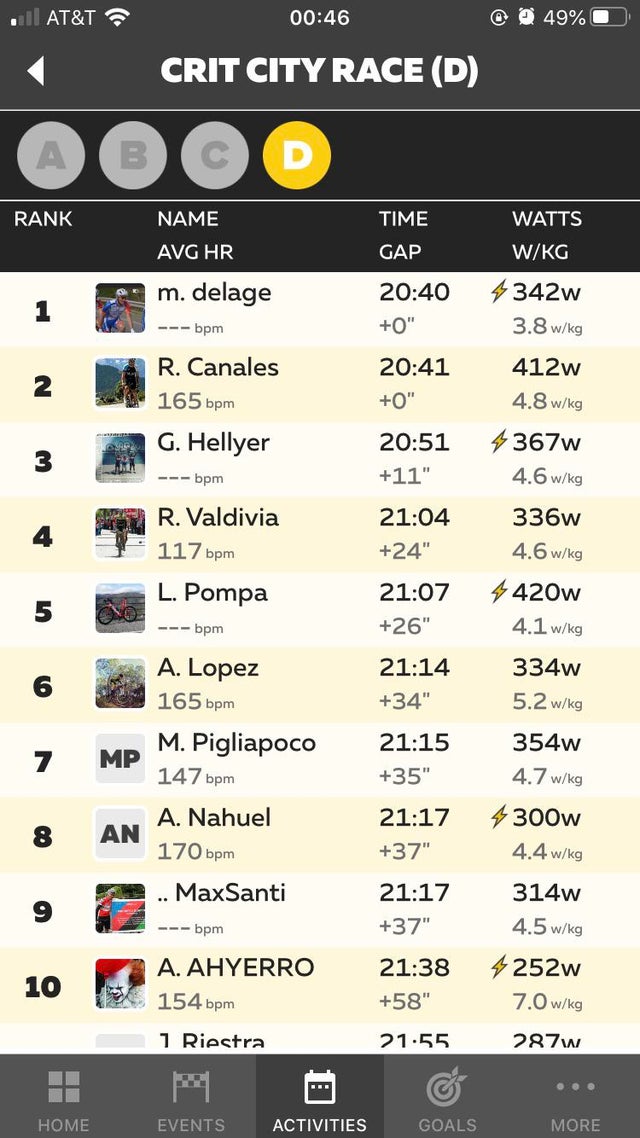 AT&T 00:46 49%
CRIT CITY RACE (D)
A B C D
RANK NAME TIME WATTS
AVG HR GAP W/KG
1 m. delage 20:40 342w
--- bpm +0" 3.8 w/kg
2 R. Canales 20:41 412w
165 bpm +0" 4.8 w/kg
3 G. Hellyer 20:51 367w
--- bpm +11" 4.6 w/kg
4 R. Valdivia 21:04 336w
117 bpm +24" 4.6 w/kg
5 L. Pompa 21:07 420w
--- bpm +26" 4.1 w/kg
6 A. Lopez 21:14 334w
165 bpm +34" 5.2 w/kg
7 MP M. Pigliapoco 21:15 354w
147 bpm +35" 4.7 w/kg
8 AN A. Nahuel 21:17 300w
170 bpm +37" 4.4 w/kg
9 .. MaxSanti 21:17 314w
--- bpm +37" 4.5 w/kg
10 A. AHYERRO 21:38 252w
154 bpm +58" 7.0 w/kg
J. Riestra 21:55 287w
HOME EVENTS ACTIVITIES GOALS MORE